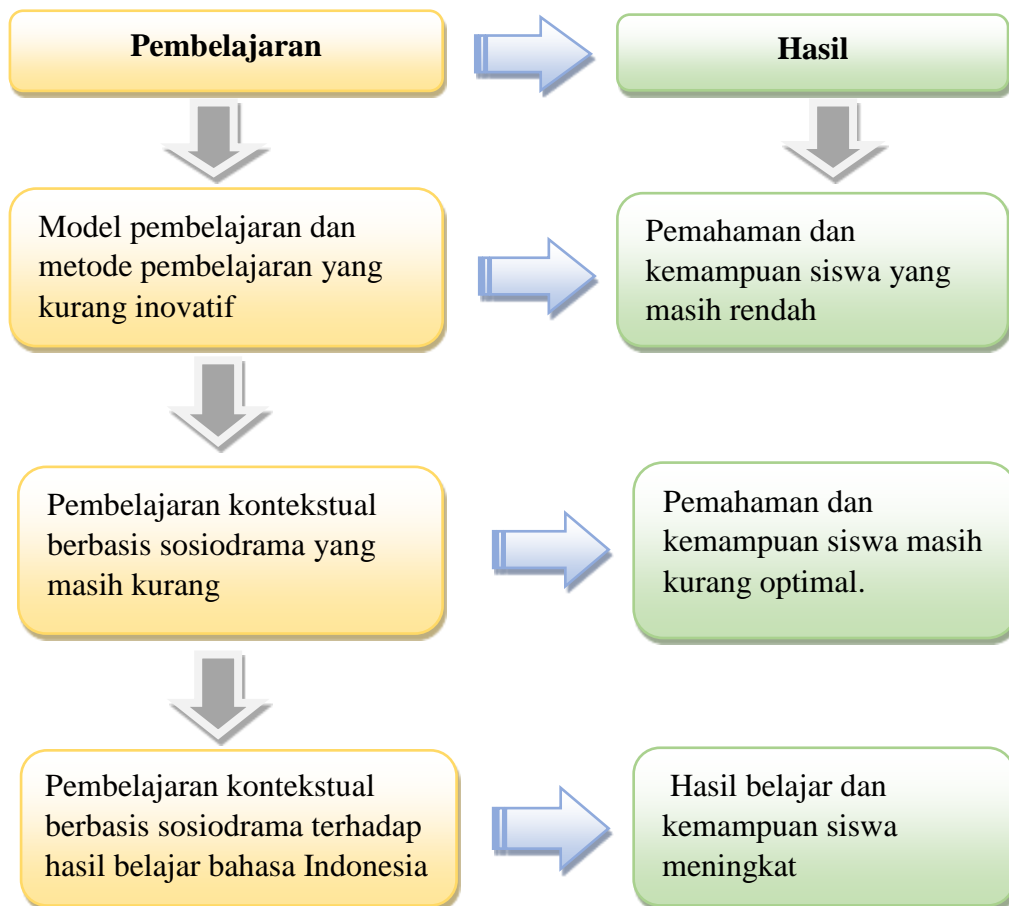 Pembelajaran
Hasil
Model pembelajaran dan
metode pembelajaran yang
kurang inovatif
Pemahaman dan
kemampuan siswa yang
masih rendah
Pembelajaran kontekstual
berbasis sosiodrama yang
masih kurang
Pemahaman dan
kemampuan siswa masih
kurang optimal.
Pembelajaran kontekstual
berbasis sosiodrama terhadap
hasil belajar bahasa Indonesia
Hasil belajar dan
kemampuan siswa
meningkat